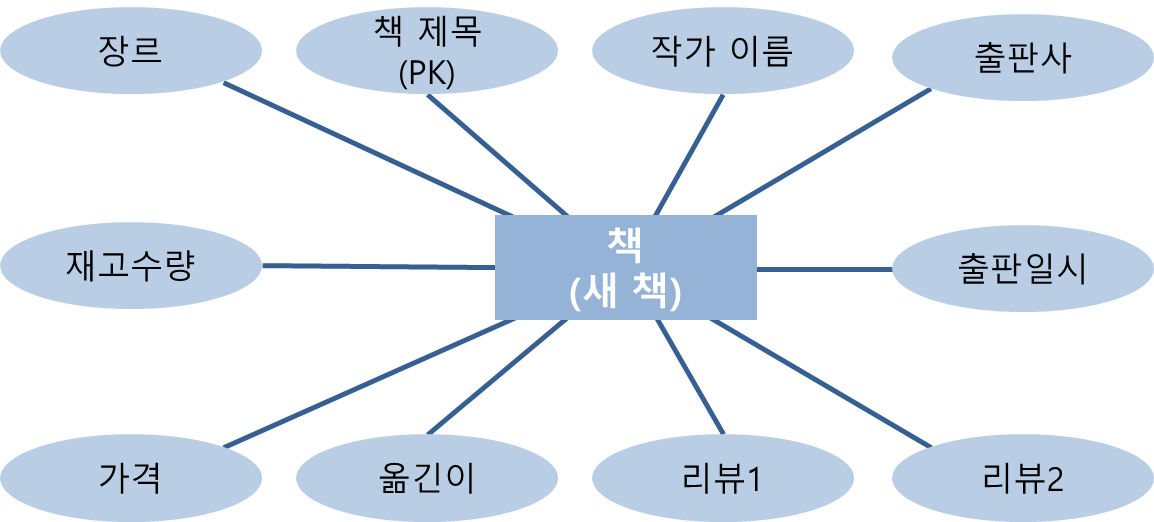 장르
책 제목
(PK)
작가 이름
출판사
책
(새 책)
재고수량
출판일시
가격
옮긴이
리뷰1
리뷰2